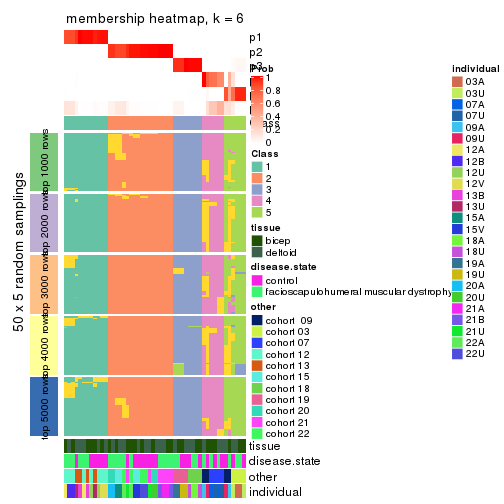 membership heatmap, k = 6
p1
p2
p3
Prob
1
0.8
0.6
0.4
0.2
0
Class
1
2
3
4
5
tissue
bicep
deltoid
disease.state
control
facioscapulohumeral muscular dystrophy
other
cohort 09
cohort 03
cohort 07
cohort 12
cohort 13
cohort 15
cohort 18
cohort 19
cohort 20
cohort 21
cohort 22
individual
03A
03U
07A
07U
09A
09U
12A
12B
12U
12V
13B
13U
15A
15V
18A
18U
19A
19U
20A
20U
21A
21B
21U
22A
22U
50 x 5 random samplings
top 1000 rows
top 2000 rows
top 3000 rows
top 4000 rows
top 5000 rows
tissue
disease.state
other
individual